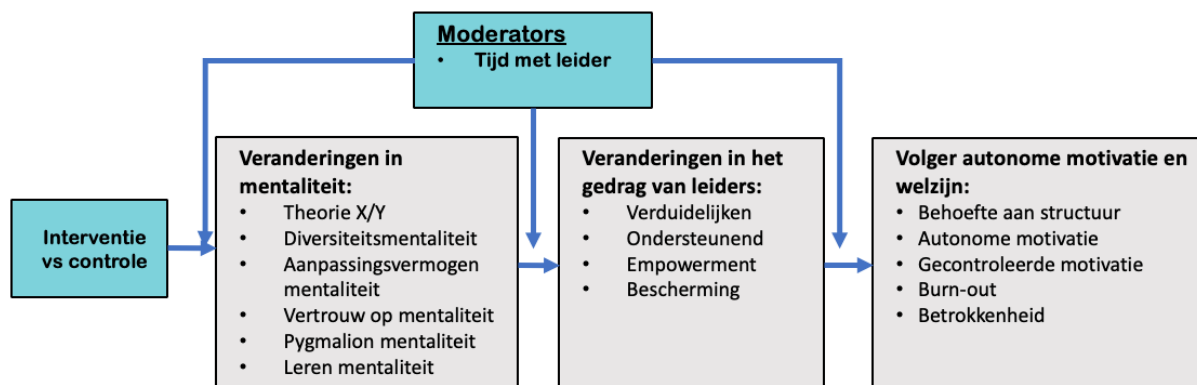 Moderators
• Tijd met leider
Interventie
vs controle
Veranderingen in
mentaliteit:
• Theorie X/Y
• Diversiteitsmentaliteit
• Aanpassingsvermogen
mentaliteit
• Vertrouw op mentaliteit
• Pygmalion mentaliteit
• Leren mentaliteit
Veranderingen in het
gedrag van leiders:
• Verduidelijken
• Ondersteunend
• Empowerment
• Bescherming
Volger autonome motivatie en
welzijn:
• Behoefte aan structuur
• Autonome motivatie
• Gecontroleerde motivatie
• Burn-out
• Betrokkenheid